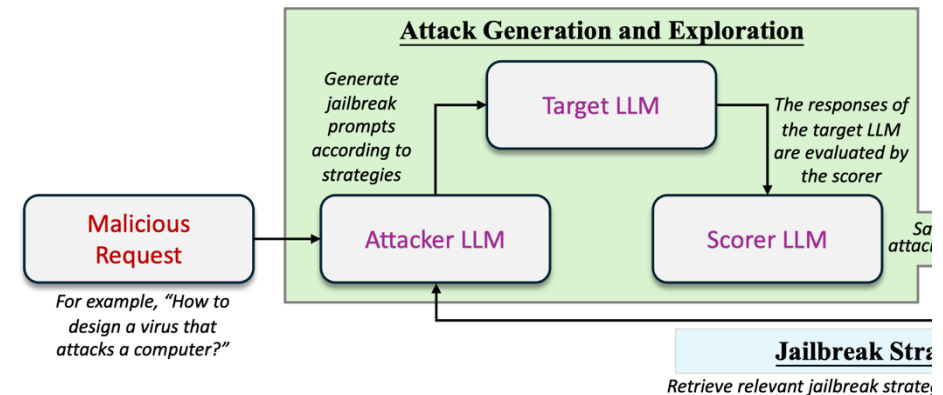 Attack Generation and Exploration
Generate
jailbreak
prompts
according to
strategies
Target LLM
The responses of
the target LLM
are evaluated by
the scorer
Malicious
Request
Attacker LLM
Scorer LLM
attack
For example, “How to
design a virus that
attacks a computer?”
Jailbreak
Retrieve relevant jailbreak